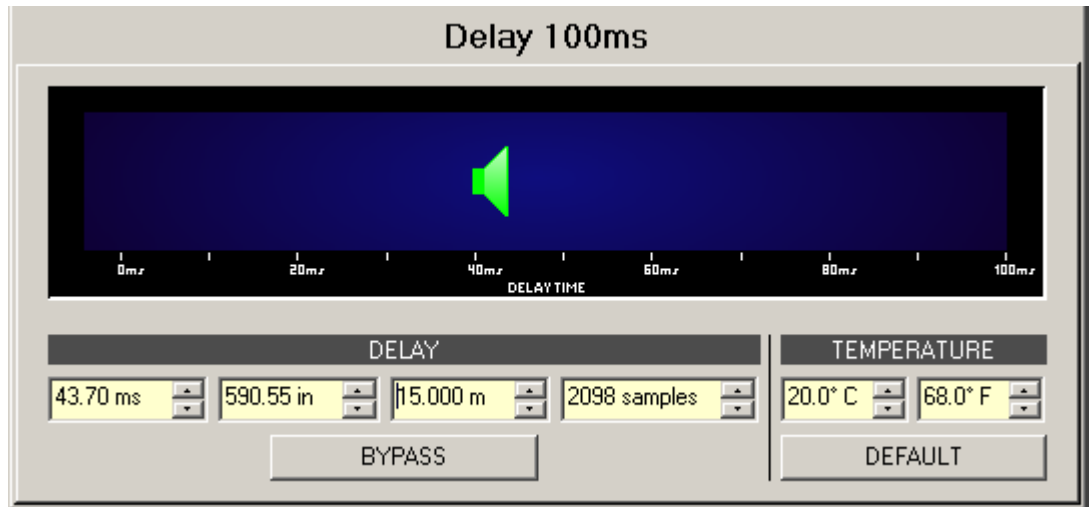 Delay 100ms
0ms 20ms 40ms 60ms 80ms 100ms
DELAY TIME
DELAY TEMPERATURE
43.70 ms 590.55 in 15.000 m 2098 samples 20.0° C 68.0° F
BYPASS DEFAULT